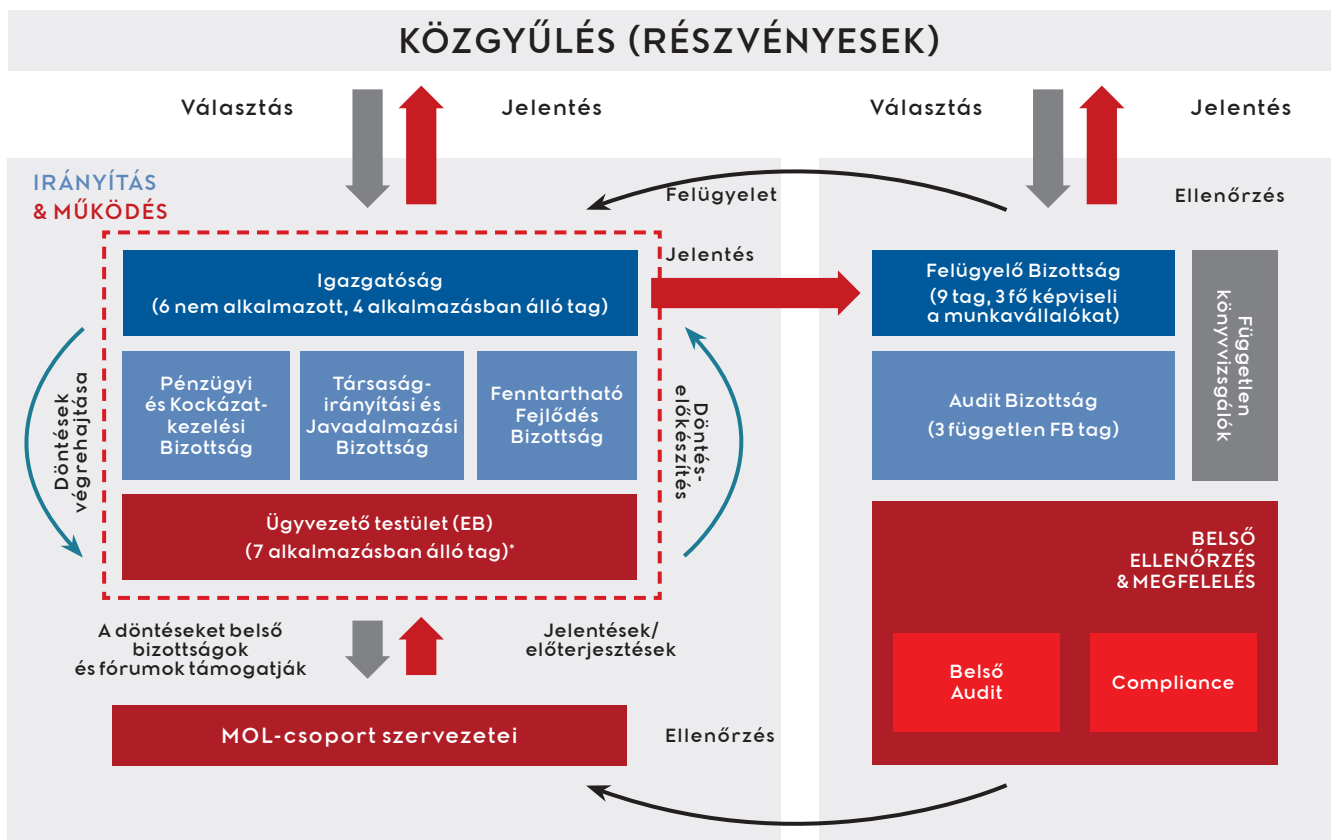 KÖZGYŰLÉS (RÉSZVÉNYESEK)
Választás
Jelentés
Választás
Jelentés
IRÁNYÍTÁS
& MŰKÖDÉS
Felügyelet
Ellenőrzés
Jelentés
Igazgatóság
(6 nem alkalmazott, 4 alkalmazásban álló tag)
Döntések
végrehajtása
Pénzügyi
és Kockázat-
kezelési
Bizottság
Társaság-
irányítási és
Javadalmazási
Bizottság
Fenntartható
Fejlődés
Bizottság
Döntés-
előkészítés
Ügyvezető testület (EB)
(7 alkalmazásban álló tag)*
A döntéseket belső
bizottságok
és fórumok támogatják
Jelentések/
előterjesztések
MOL-csoport szervezetei
Ellenőrzés
Felügyelő Bizottság
(9 tag, 3 fő képviseli
a munkavállalókat)
Független
könyvvizsgálók
Audit Bizottság
(3 független FB tag)
BELSŐ
ELLENŐRZÉS
& MEGFELELÉS
Belső
Audit
Compliance